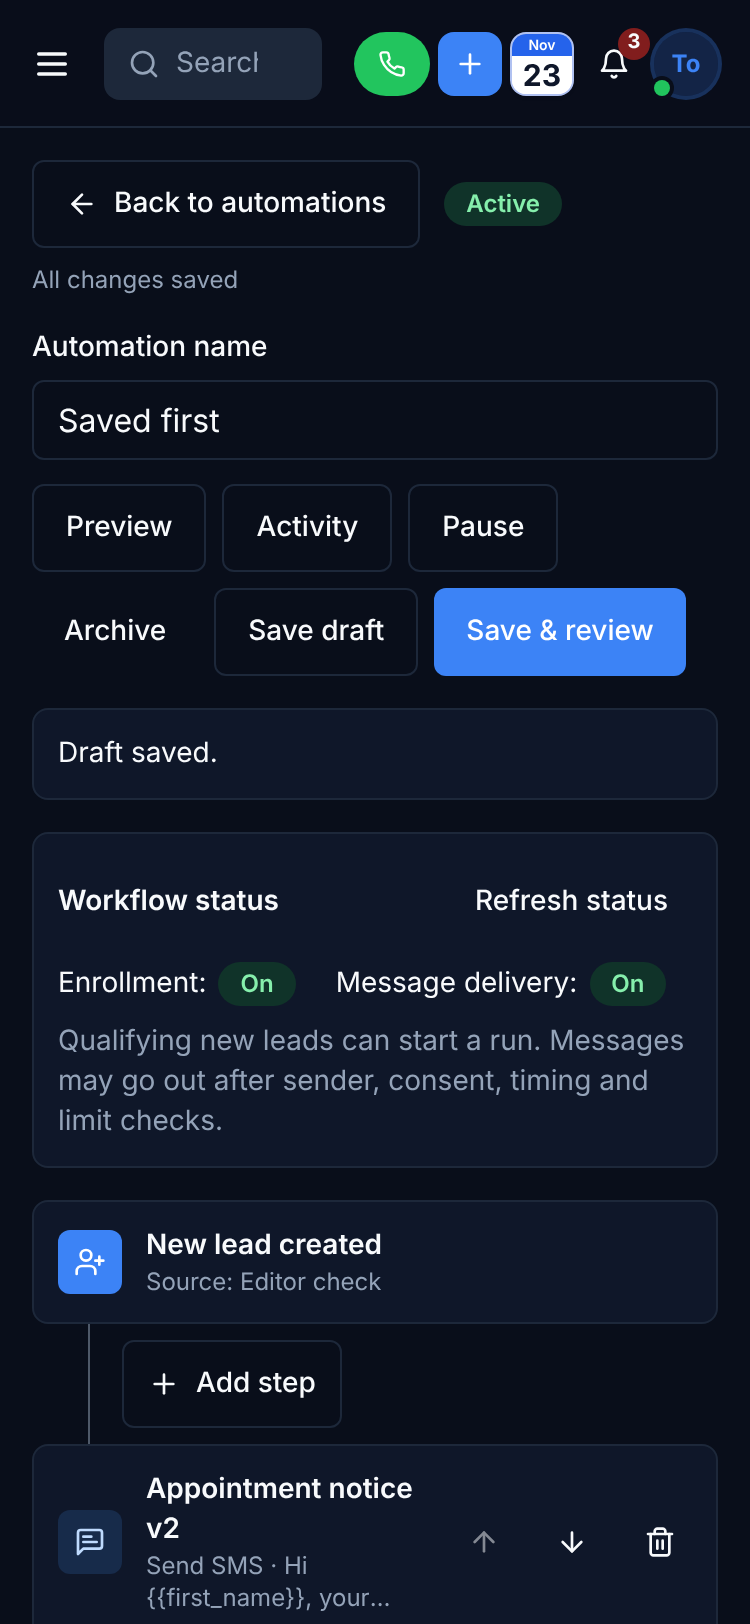 Search
Nov
23
3
To
Back to automations
Active
All changes saved
Automation name
Saved first
Preview
Activity
Pause
Archive
Save draft
Save & review
Draft saved.
Workflow status
Refresh status
Enrollment: On
Message delivery: On
Qualifying new leads can start a run. Messages
may go out after sender, consent, timing and
limit checks.
New lead created
Source: Editor check
Add step
Appointment notice
v2
Send SMS · Hi
{{first_name}}, your...